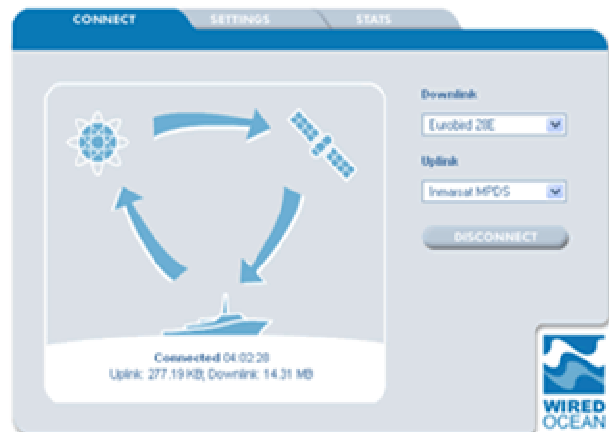 CONNECT SETTINGS STATS
Downlink
Eurobird 28E
Uplink
Inmarsat MPDS
DISCONNECT
Connected 04:02:28
Uplink: 277.19 KB; Downlink: 14.31 MB
WIRED
OCEAN